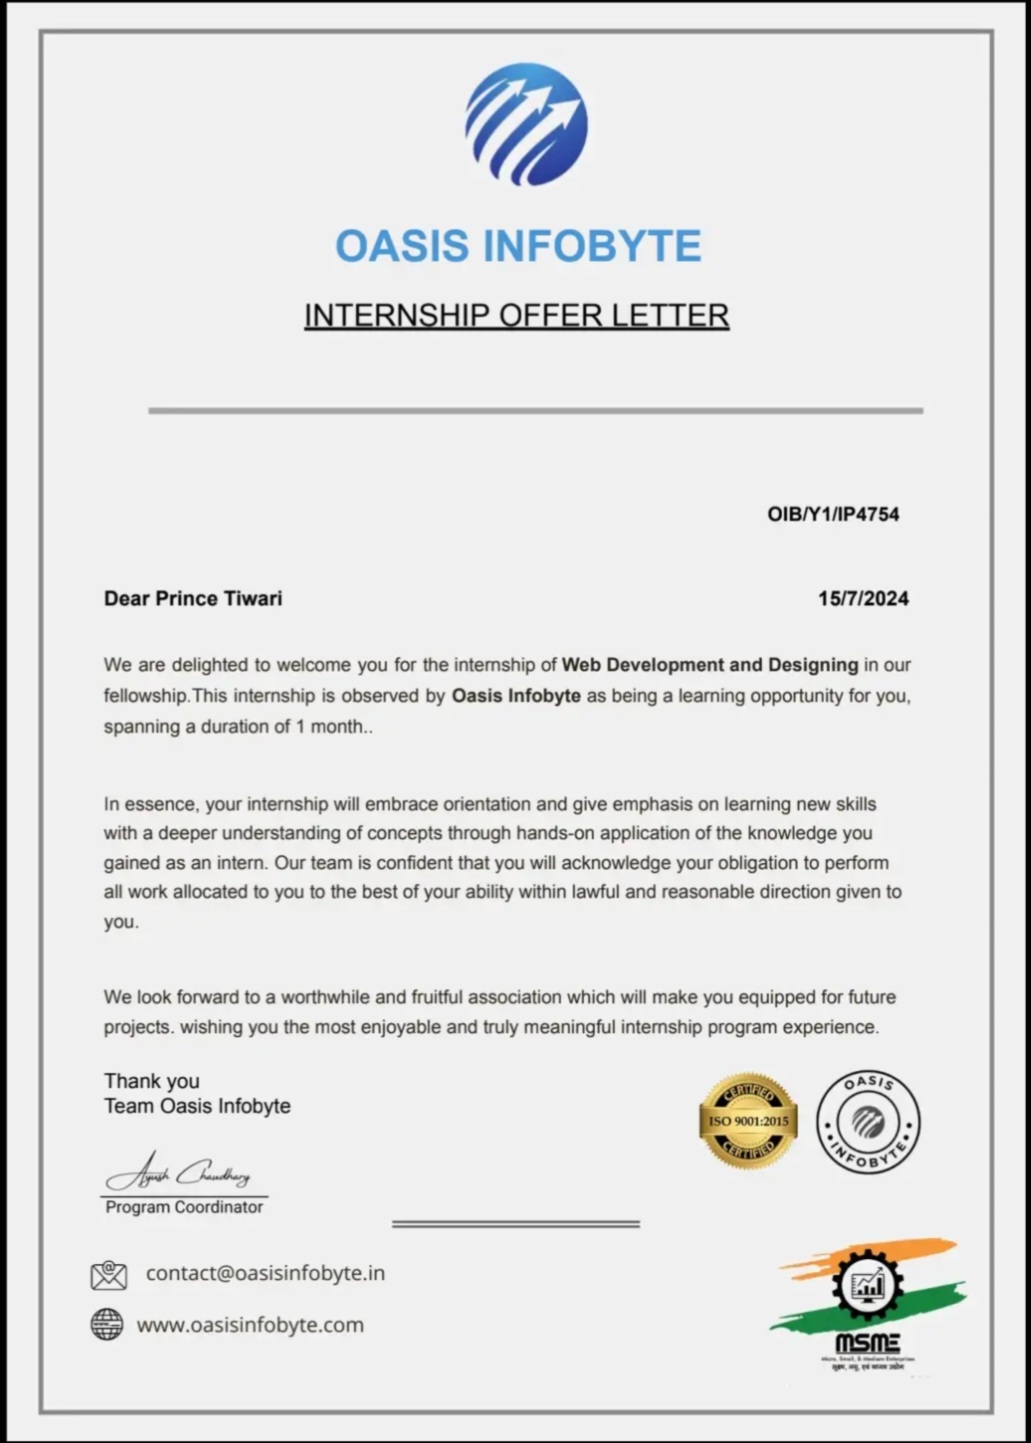 OASIS INFOBYTE
INTERNSHIP OFFER LETTER
OIB/Y1/IP4754
Dear Prince Tiwari 15/7/2024
We are delighted to welcome you for the internship of Web Development and Designing in our
fellowship.This internship is observed by Oasis Infobyte as being a learning opportunity for you,
spanning a duration of 1 month..
In essence, your internship will embrace orientation and give emphasis on learning new skills
with a deeper understanding of concepts through hands-on application of the knowledge you
gained as an intern. Our team is confident that you will acknowledge your obligation to perform
all work allocated to you to the best of your ability within lawful and reasonable direction given to
you.
We look forward to a worthwhile and fruitful association which will make you equipped for future
projects. wishing you the most enjoyable and truly meaningful internship program experience.
Thank you
Team Oasis Infobyte
CERTIFIED
ISO 9001:2015
CERTIFIED
OASIS
INFOBYTE
Ayush Chaudhary
Program Coordinator
contact@oasisinfobyte.in
www.oasisinfobyte.com
MSME
Micro, Small, & Medium Enterprises
सूक्ष्म, लघु, एवं मध्यम उद्योग